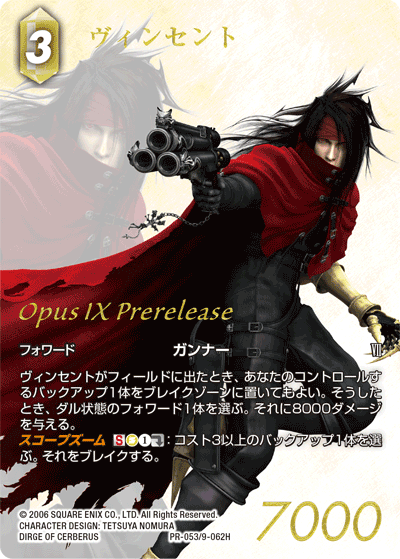 3
ヴィンセント
Opus IX Prerelease
フォワード ガンナー VII
ヴィンセントがフィールドに出たとき、あなたのコントロールす
るバックアップ1体をブレイクゾーンに置いてもよい。そうした
とき、ダル状態のフォワード1体を選ぶ。それに8000ダメージ
を与える。
スコープズーム S 1:コスト3以上のバックアップ1体を選
ぶ。それをブレイクする。
© 2006 SQUARE ENIX CO., LTD. All Rights Reserved.
CHARACTER DESIGN: TETSUYA NOMURA
DIRGE OF CERBERUS
PR-053/9-062H
7000